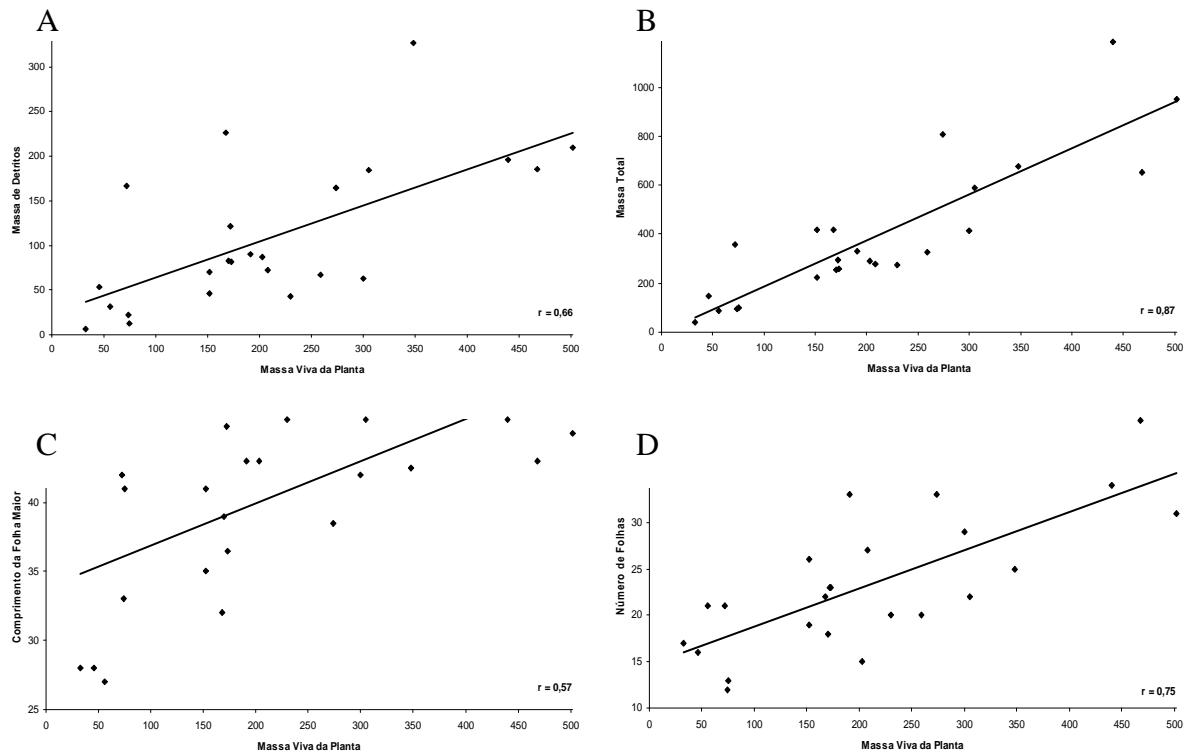 A
Massa de Detritos
300
250
200
150
100
50
0
0 50 100 150 200 250 300 350 400 450 500
r = 0,66
Massa Viva da Planta
B
Massa Total
1000
800
600
400
200
0
0 50 100 150 200 250 300 350 400 450 500
r = 0,87
Massa Viva da Planta
C
Comprimento da Folha Maior
40
35
30
25
0 50 100 150 200 250 300 350 400 450 500
r = 0,57
Massa Viva da Planta
D
Número de Folhas
30
25
20
15
10
0 50 100 150 200 250 300 350 400 450 500
r = 0,75
Massa Viva da Planta